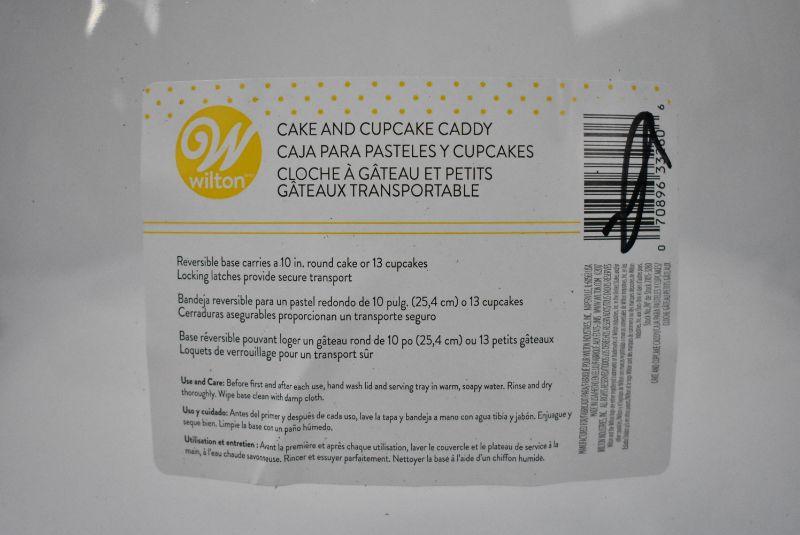 wilton
CAKE AND CUPCAKE CADDY
CAJA PARA PASTELES Y CUPCAKES
CLOCHE À GÂTEAU ET PETITS
GÂTEAUX TRANSPORTABLE
Reversible base carries a 10 in. round cake or 13 cupcakes
Locking latches provide secure transport
Bandeja reversible para un pastel redondo de 10 pulg. (25,4 cm) o 13 cupcakes
Cerraduras asegurables proporcionan un transporte seguro
Base réversible pouvant loger un gâteau rond de 10 po (25,4 cm) ou 13 petits gâteaux
Loquets de verrouillage pour un transport sûr
Use and Care: Before first and after each use, hand wash lid and serving tray in warm, soapy water. Rinse and dry
thoroughly. Wipe base clean with damp cloth.
Uso y cuidado: Antes del primer y después de cada uso, lave la tapa y bandeja a mano con agua tibia y jabón. Enjuague y
seque bien. Limpie la base con un paño húmedo.
Utilisation et entretien : Avant la première et après chaque utilisation, laver le couvercle et le plateau de service à la
main, à l'eau chaude savonneuse. Rincer et essuyer parfaitement. Nettoyer la base à l'aide d'un chiffon humide.
0 70896 6